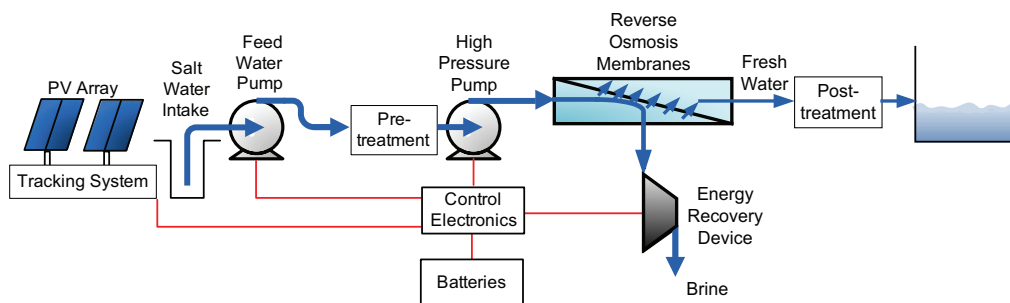 PV Array
Tracking System
Salt
Water
Intake
Feed
Water
Pump
Pre-
treatment
High
Pressure
Pump
Reverse
Osmosis
Membranes
Fresh
Water
Post-
treatment
Control
Electronics
Batteries
Energy
Recovery
Device
Brine